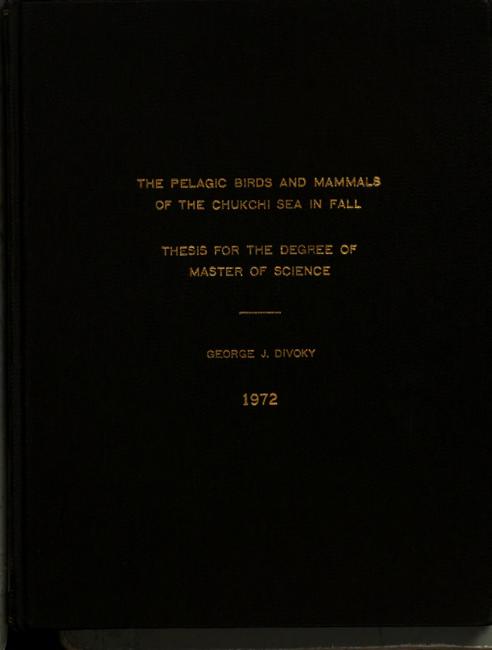 THE PELAGIC BIRDS AND MAMMALS
OF THE CHUKCHI SEA IN FALL
THESIS FOR THE DEGREE OF
MASTER OF SCIENCE
GEORGE J. DIVOKY
1972